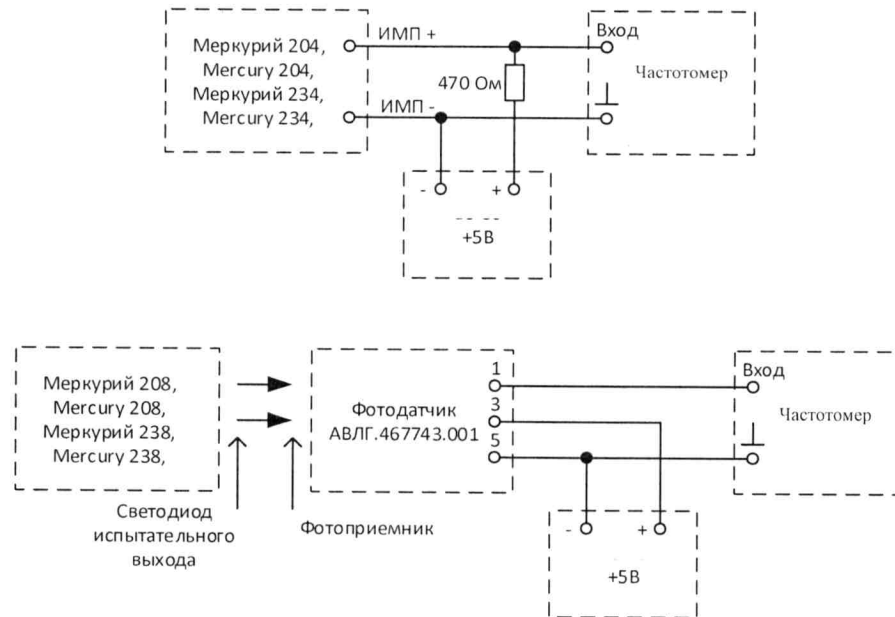 Меркурий 204,
Mercury 204,
Меркурий 234,
Mercury 234,
ИМП +
ИМП -
470 Ом
Вход
Частотомер
- +
+5В
Меркурий 208,
Mercury 208,
Меркурий 238,
Mercury 238,
Светодиод
испытательного
выхода
Фотоприемник
Фотодатчик
АВЛГ.467743.001
1
3
5
Вход
Частотомер
- +
+5В